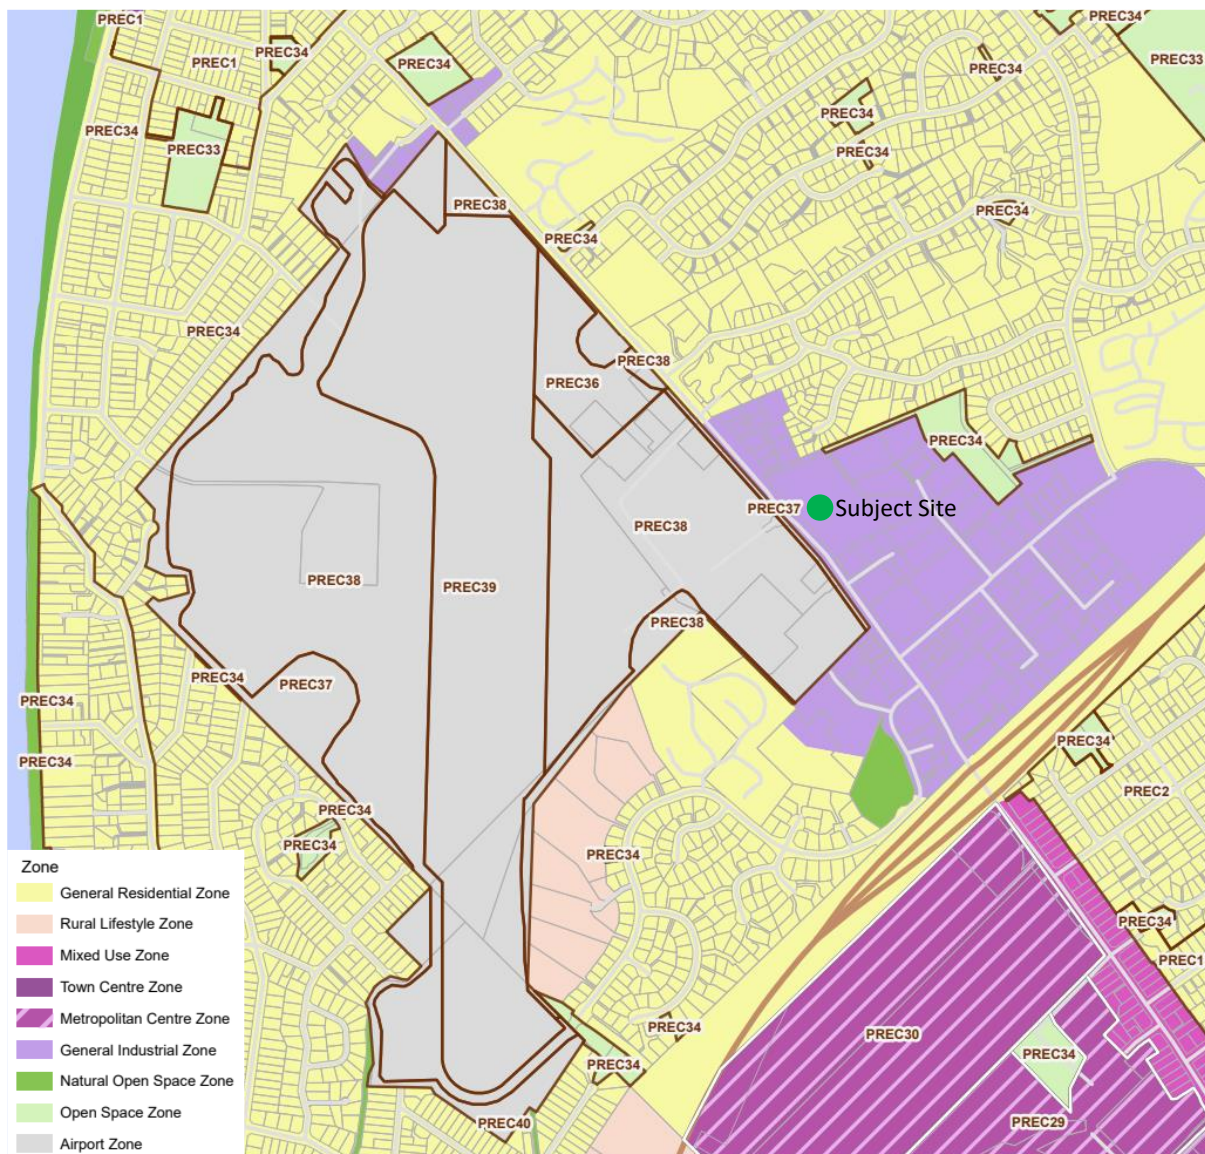 PREC1
PREC34
PREC34
PREC1
PREC34
PREC34
PREC33
PREC34
PREC33
PREC34
PREC34
PREC38
PREC34
PREC34
PREC34
PREC38
PREC36
PREC34
PREC37
Subject Site
PREC38
PREC38
PREC39
PREC38
PREC34
PREC37
PREC34
PREC34
PREC34
PREC2
PREC34
PREC34
PREC34
Zone
General Residential Zone
Rural Lifestyle Zone
Mixed Use Zone
Town Centre Zone
Metropolitan Centre Zone
General Industrial Zone
Natural Open Space Zone
Open Space Zone
Airport Zone
PREC34
PREC1
PREC34
PREC30
PREC34
PREC34
PREC40
PREC29